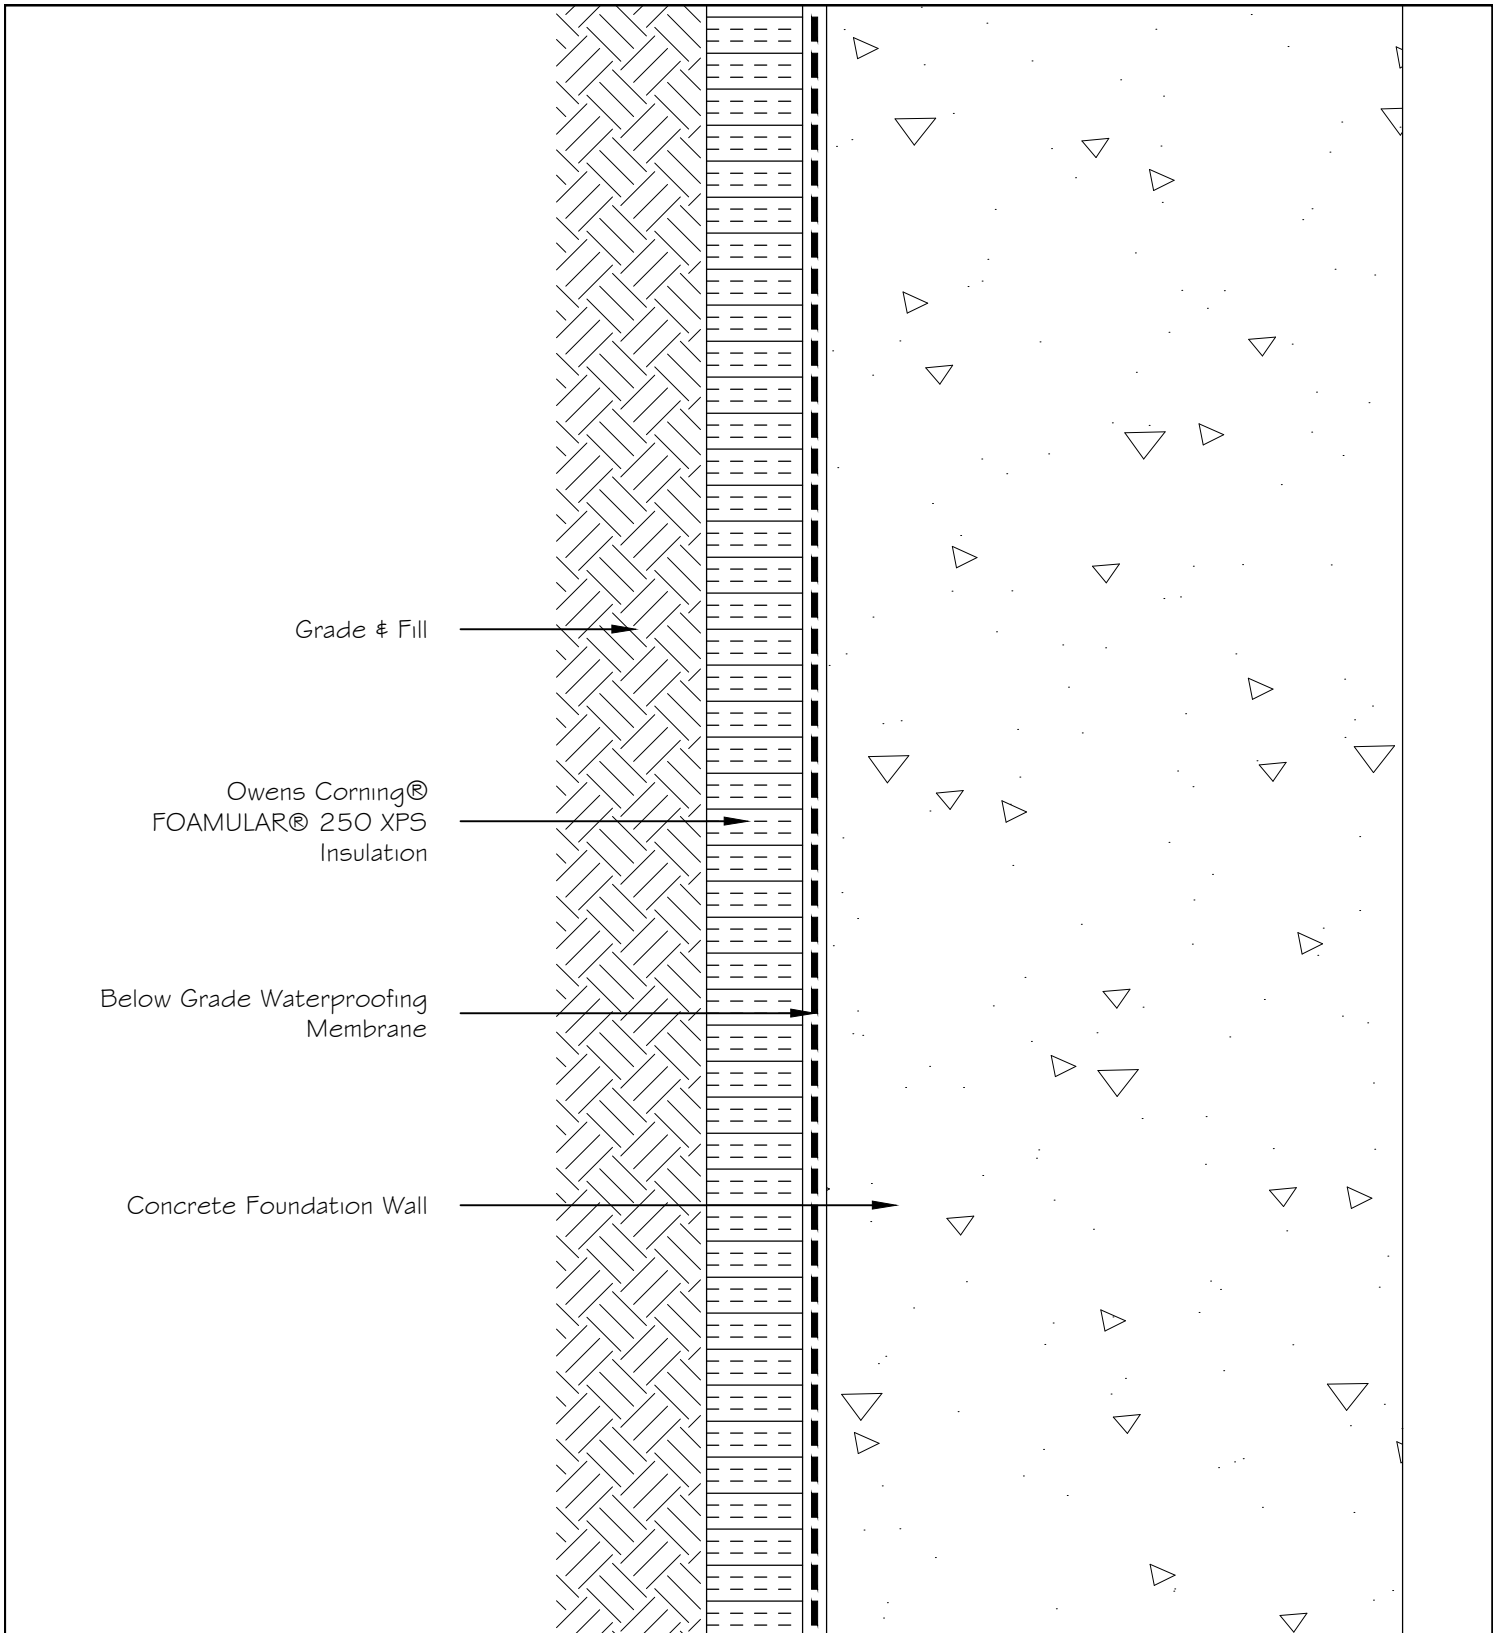 Grade & Fill
Owens Corning®
FOAMULAR® 250 XPS
Insulation
Below Grade Waterproofing
Membrane
Concrete Foundation Wall